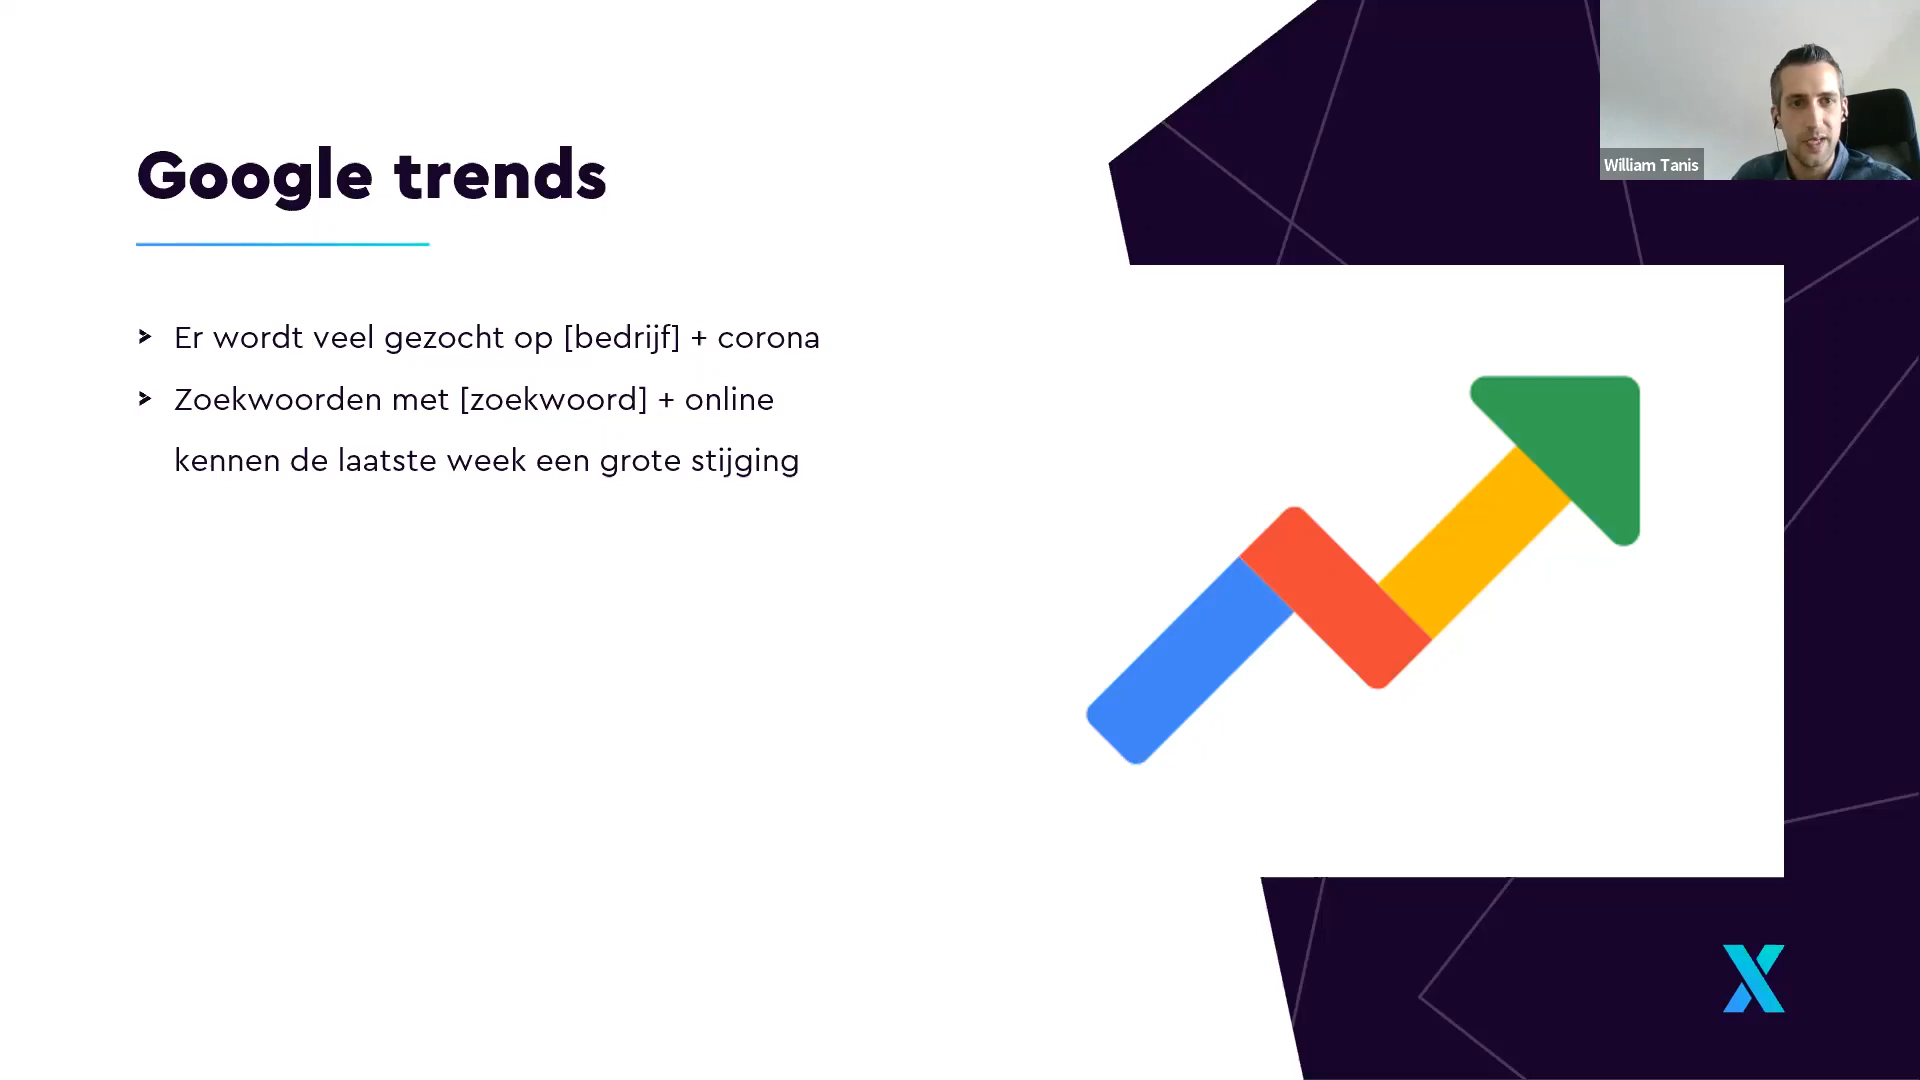 Google trends
William Tanis
Er wordt veel gezocht op [bedrijf] + corona
Zoekwoorden met [zoekwoord] + online
kennen de laatste week een grote stijging